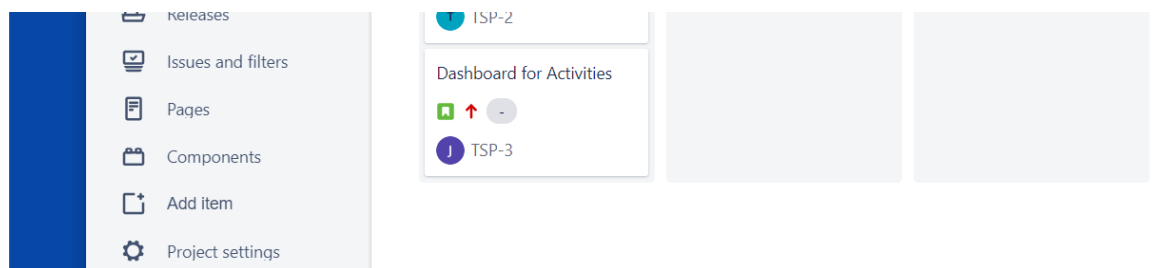 Releases
Issues and filters
Pages
Components
Add item
Project settings
T TSP-2
Dashboard for Activities
-
J TSP-3